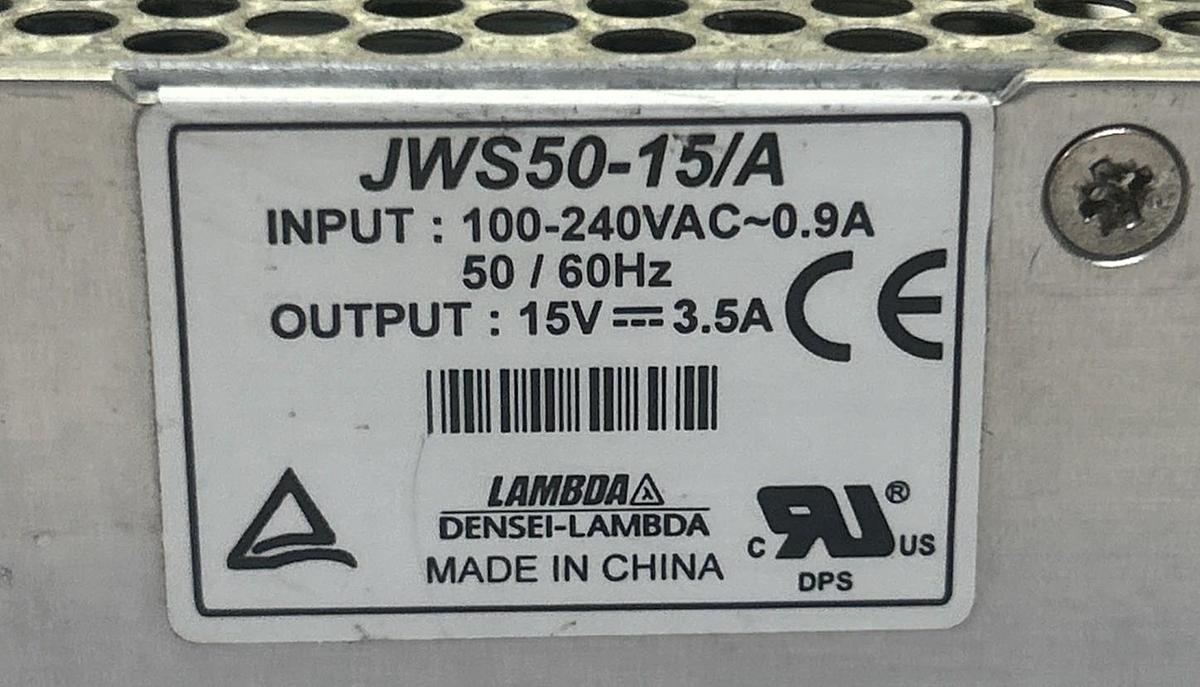 JWS50-15/A
INPUT : 100-240VAC~0.9A
50 / 60Hz
OUTPUT : 15V⎓3.5A
CE
LAMBDA
DENSEI-LAMBDA
MADE IN CHINA
C RU® US
DPS